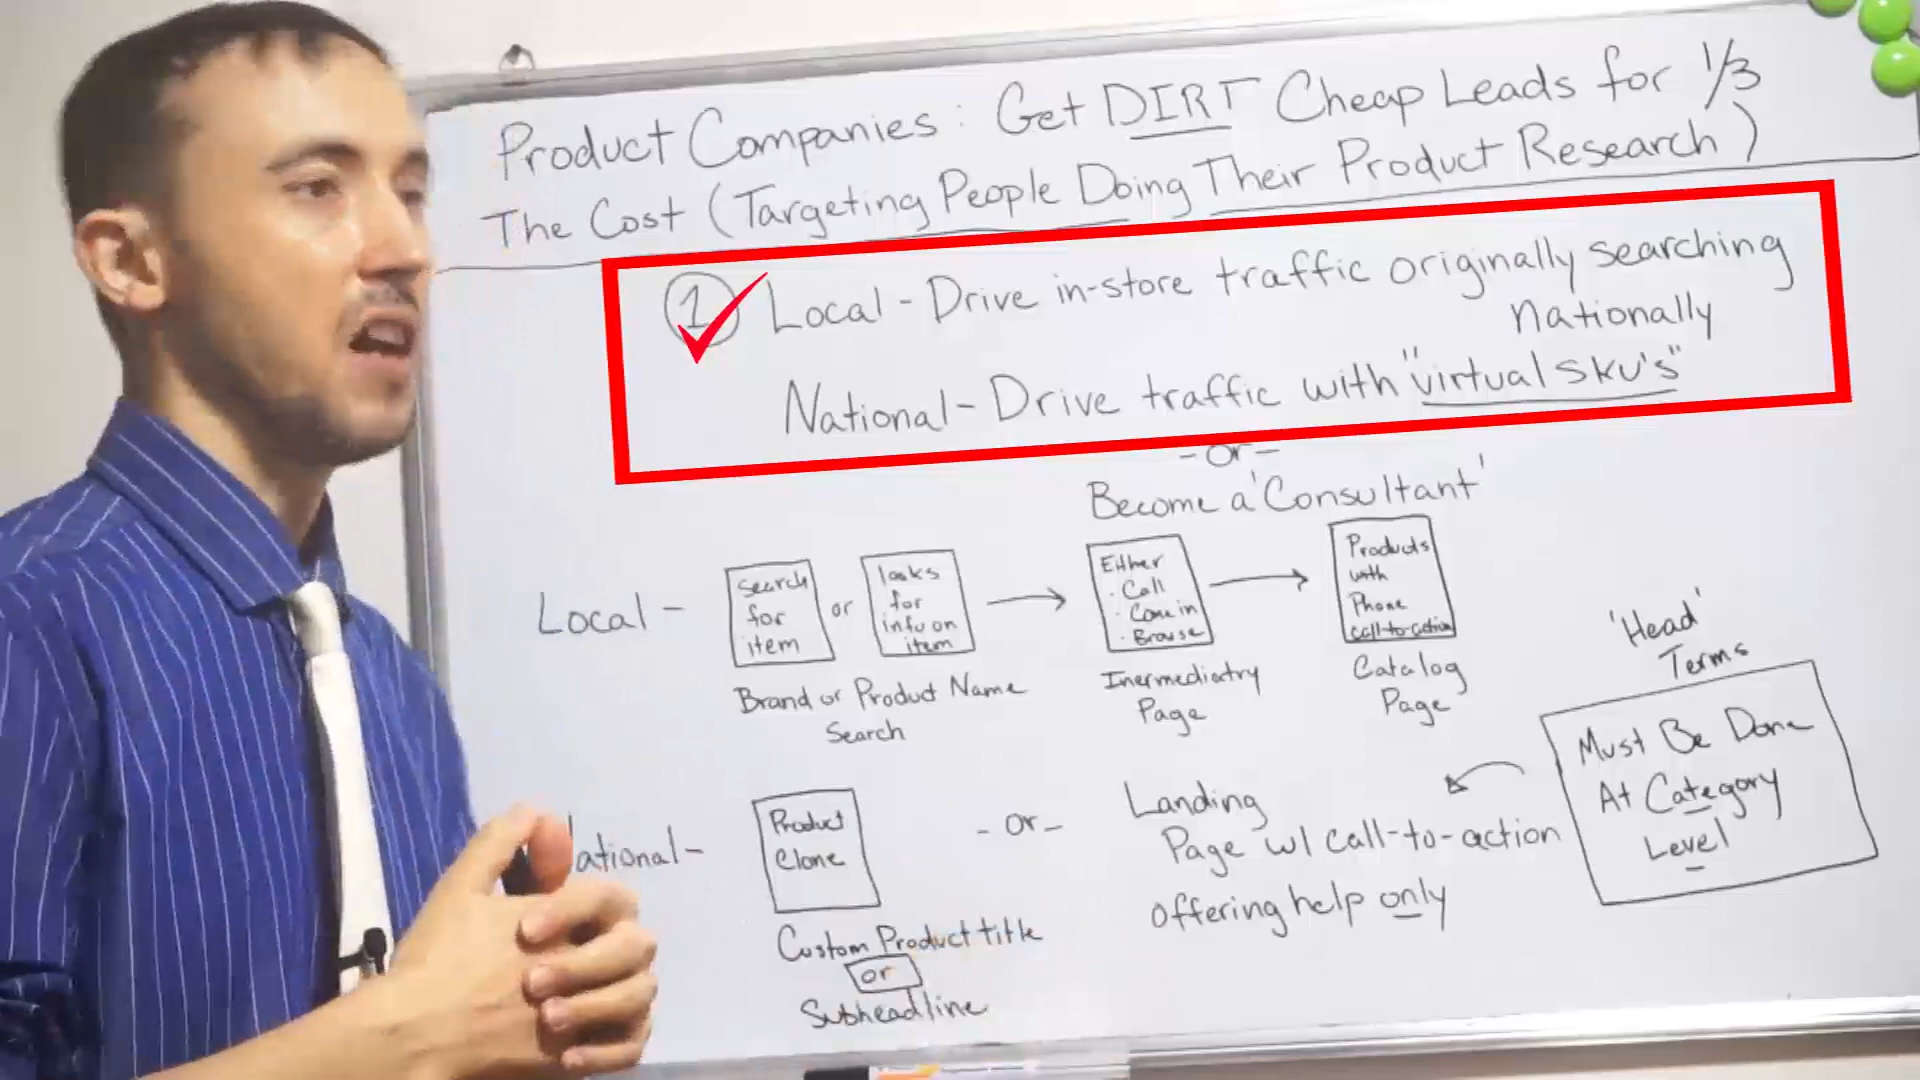 Product Companies: Get DIRT Cheap Leads for 1/3
The Cost (Targeting People Doing Their Product Research)
1 Local - Drive in-store traffic originally searching
nationally
National - Drive traffic with "virtual SKU's"
- or -
Become a 'Consultant'
Local -
search
for
item
or
looks
for
info on
item
Brand or Product Name
Search
Either
· Call
· Come in
· Browse
Inermediatry
Page
Products
with
Phone
call-to-action
Catalog
Page
'Head'
Terms
Must Be Done
At Category
Level
ational -
Product
Clone
Custom Product title
or
Subheadline
- or -
Landing
Page w/ call-to-action
offering help only